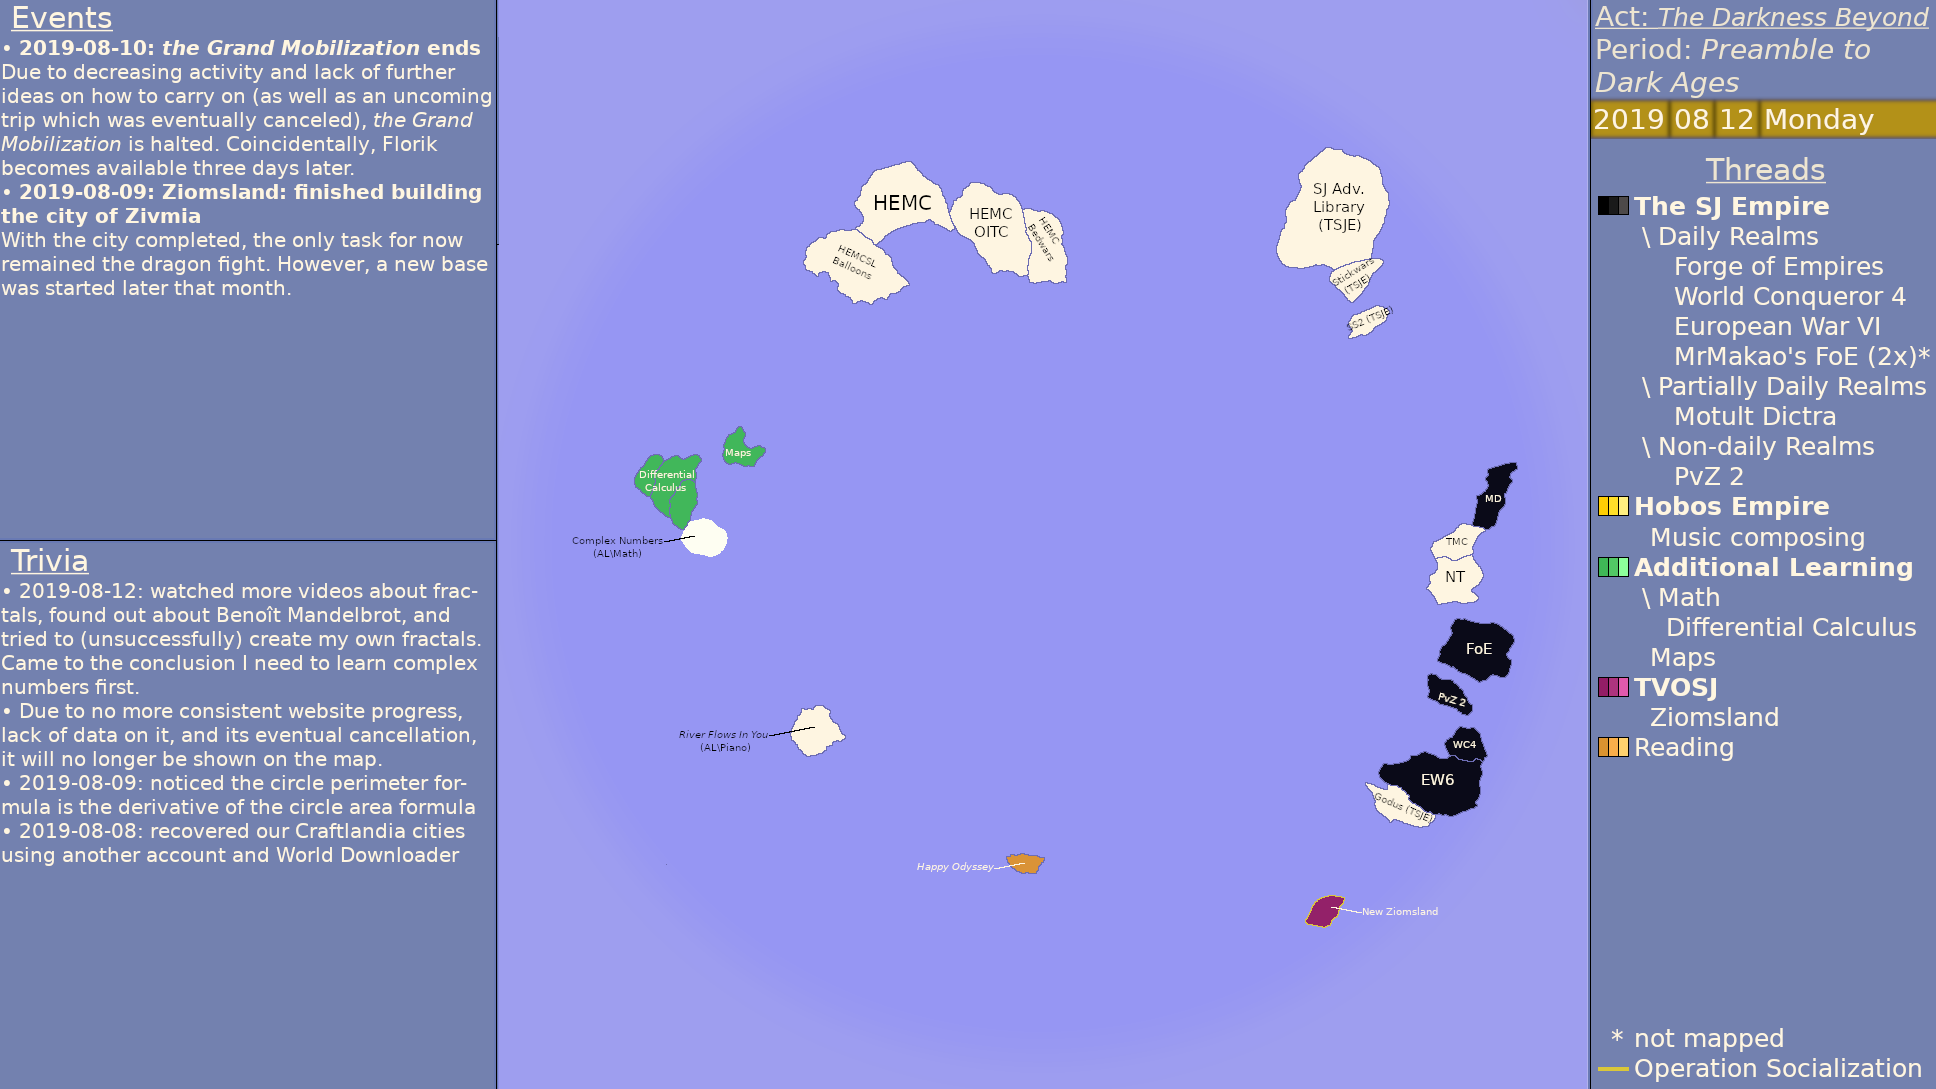 Events
• 2019-08-10: the Grand Mobilization ends
Due to decreasing activity and lack of further
ideas on how to carry on (as well as an uncoming
trip which was eventually canceled), the Grand
Mobilization is halted. Coincidentally, Florik
becomes available three days later.
• 2019-08-09: Ziomsland: finished building
the city of Zivmia
With the city completed, the only task for now
remained the dragon fight. However, a new base
was started later that month.
Trivia
• 2019-08-12: watched more videos about frac-
tals, found out about Benoît Mandelbrot, and
tried to (unsuccessfully) create my own fractals.
Came to the conclusion I need to learn complex
numbers first.
• Due to no more consistent website progress,
lack of data on it, and its eventual cancellation,
it will no longer be shown on the map.
• 2019-08-09: noticed the circle perimeter for-
mula is the derivative of the circle area formula
• 2019-08-08: recovered our Craftlandia cities
using another account and World Downloader
HEMC
HEMCSL
Balloons
HEMC
OITC
HEMC
Bedwars
SJ Adv.
Library
(TSJE)
Stickwars
(TSJE)
SS2 (TSJE)
Maps
Differential
Calculus
Complex Numbers
(AL\Math)
River Flows In You
(AL\Piano)
Happy Odyssey
MD
TMC
NT
FoE
PvZ 2
WC4
EW6
Godus (TSJE)
New Ziomsland
Act: The Darkness Beyond
Period: Preamble to
Dark Ages
2019 08 12 Monday
Threads
The SJ Empire
\ Daily Realms
Forge of Empires
World Conqueror 4
European War VI
MrMakao's FoE (2x)*
\ Partially Daily Realms
Motult Dictra
\ Non-daily Realms
PvZ 2
Hobos Empire
Music composing
Additional Learning
\ Math
Differential Calculus
Maps
TVOSJ
Ziomsland
Reading
* not mapped
Operation Socialization